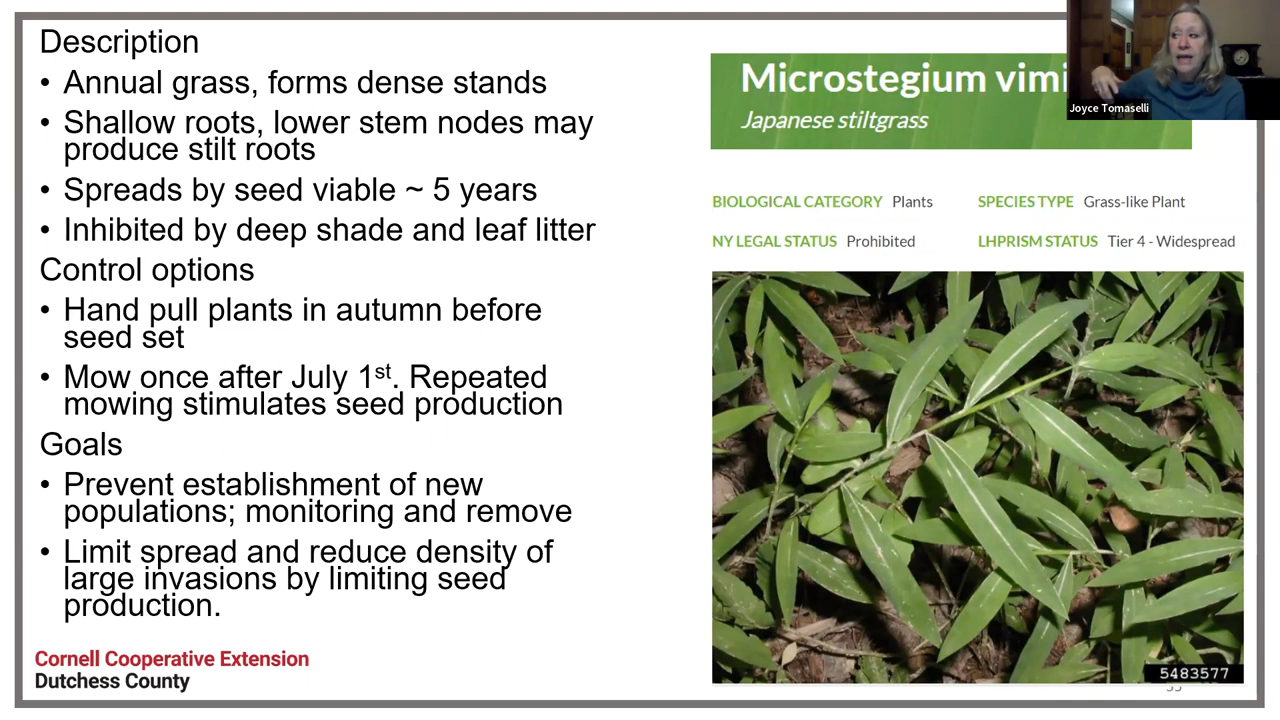 Description
• Annual grass, forms dense stands
• Shallow roots, lower stem nodes may
produce stilt roots
• Spreads by seed viable ~ 5 years
• Inhibited by deep shade and leaf litter
Control options
• Hand pull plants in autumn before
seed set
• Mow once after July 1st. Repeated
mowing stimulates seed production
Goals
• Prevent establishment of new
populations; monitoring and remove
• Limit spread and reduce density of
large invasions by limiting seed
production.
Cornell Cooperative Extension
Dutchess County
Microstegium vimi
Japanese stiltgrass
Joyce Tomaselli
BIOLOGICAL CATEGORY Plants SPECIES TYPE Grass-like Plant
NY LEGAL STATUS Prohibited LHPRISM STATUS Tier 4 - Widespread
5483577